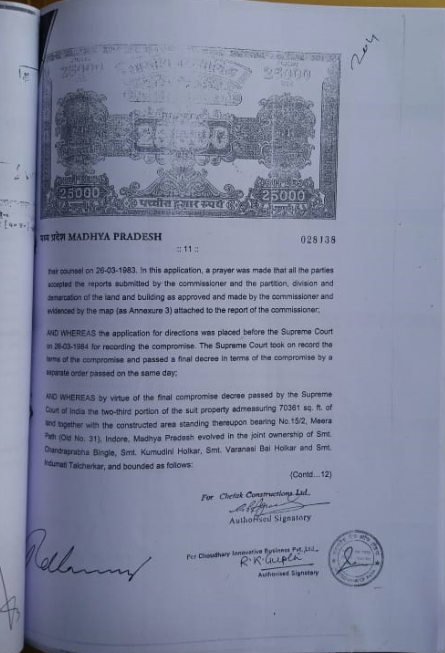 204
25000
25000
25000
25000
पच्चीस हजार रुपये
मध्य प्रदेश MADHYA PRADESH
028138
:: 11 ::
their counsel on 26-03-1983. In this application, a prayer was made that all the parties
accepted the reports submitted by the commissioner and the partition, division and
demarcation of the land and building as approved and made by the commissioner and
evidenced by the map (as Annexure 3) attached to the report of the commissioner;
AND WHEREAS the application for directions was placed before the Supreme Court
on 26-03-1984 for recording the compromise. The Supreme Court took on record the
terms of the compromise and passed a final decree in terms of the compromise by a
separate order passed on the same day;
AND WHEREAS by virtue of the final compromise decree passed by the Supreme
Court of India the two-third portion of the suit property admeasuring 70361 sq. ft. of
land together with the constructed area standing thereupon bearing No.15/2, Meera
Path (Old No. 31), Indore, Madhya Pradesh evolved in the joint ownership of Smt.
Chandraprabha Bingle, Smt. Kumudini Holkar, Smt. Varanasi Bai Holkar and Smt.
Indumati Talcherkar, and bounded as follows:
(Contd...12)
For Chetak Constructions Ltd.,
Authorised Signatory
For Choudhary Innovative Business Pvt. Ltd.,
R.K. Gupta
Authorised Signatory